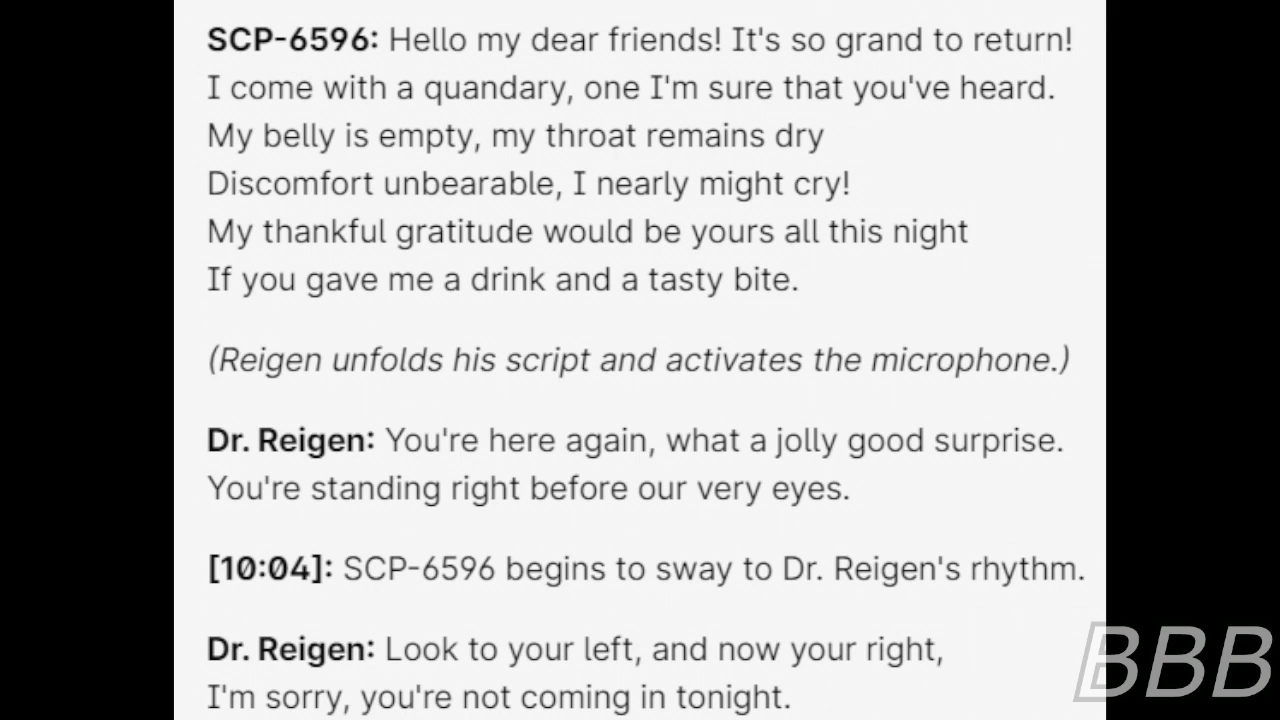 SCP-6596: Hello my dear friends! It's so grand to return!
I come with a quandary, one I'm sure that you've heard.
My belly is empty, my throat remains dry
Discomfort unbearable, I nearly might cry!
My thankful gratitude would be yours all this night
If you gave me a drink and a tasty bite.
(Reigen unfolds his script and activates the microphone.)
Dr. Reigen: You're here again, what a jolly good surprise.
You're standing right before our very eyes.
[10:04]: SCP-6596 begins to sway to Dr. Reigen's rhythm.
Dr. Reigen: Look to your left, and now your right,
I'm sorry, you're not coming in tonight.
BBB